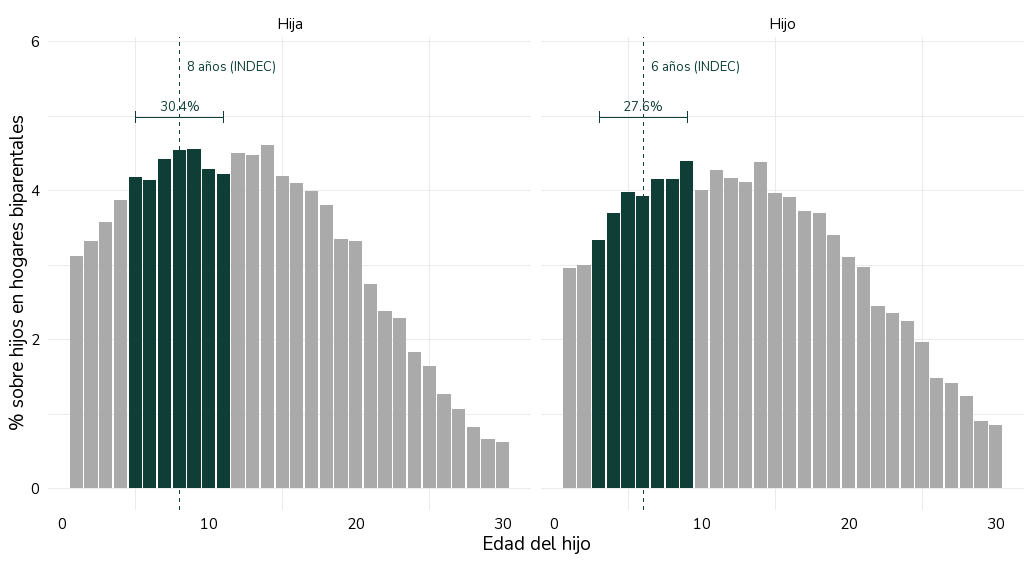 Hija
Hijo
% sobre hijos en hogares biparentales
6
4
2
0
8 años (INDEC)
30.4%
6 años (INDEC)
27.6%
0 10 20 30
0 10 20 30
Edad del hijo